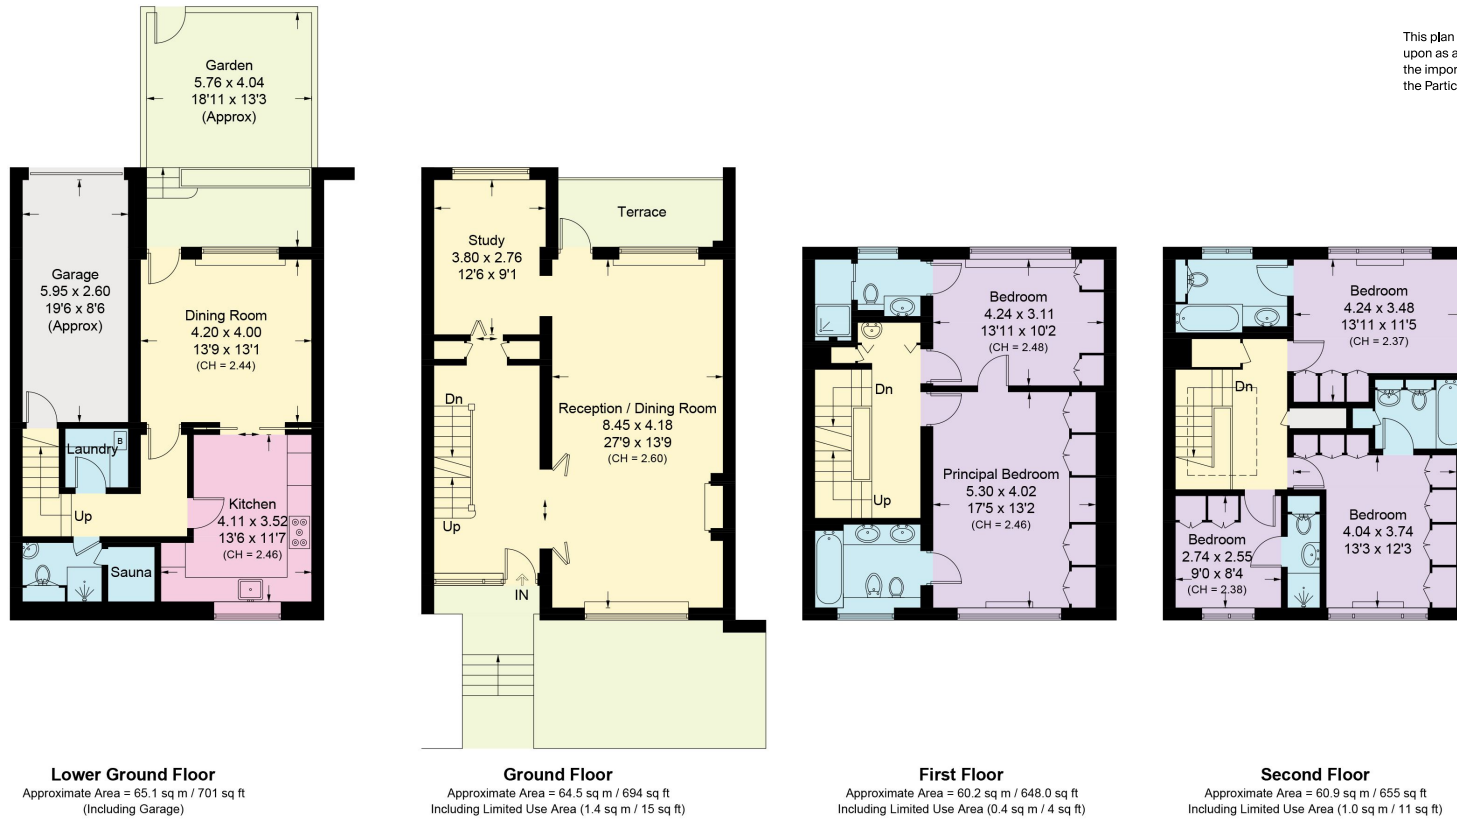 This plan
upon as a
the impor
the Partic
Garden
5.76 x 4.04
18'11 x 13'3
(Approx)
Garage
5.95 x 2.60
19'6 x 8'6
(Approx)
Dining Room
4.20 x 4.00
13'9 x 13'1
(CH = 2.44)
Laundry
B
Up
Kitchen
4.11 x 3.52
13'6 x 11'7
(CH = 2.46)
Sauna
Lower Ground Floor
Approximate Area = 65.1 sq m / 701 sq ft
(Including Garage)
Terrace
Study
3.80 x 2.76
12'6 x 9'1
Dn
Reception / Dining Room
8.45 x 4.18
27'9 x 13'9
(CH = 2.60)
Up
IN
Ground Floor
Approximate Area = 64.5 sq m / 694 sq ft
Including Limited Use Area (1.4 sq m / 15 sq ft)
Bedroom
4.24 x 3.11
13'11 x 10'2
(CH = 2.48)
Dn
Principal Bedroom
5.30 x 4.02
17'5 x 13'2
(CH = 2.46)
Up
First Floor
Approximate Area = 60.2 sq m / 648.0 sq ft
Including Limited Use Area (0.4 sq m / 4 sq ft)
Bedroom
4.24 x 3.48
13'11 x 11'5
(CH = 2.37)
Dn
Bedroom
4.04 x 3.74
13'3 x 12'3
Bedroom
2.74 x 2.55
9'0 x 8'4
(CH = 2.38)
Second Floor
Approximate Area = 60.9 sq m / 655 sq ft
Including Limited Use Area (1.0 sq m / 11 sq ft)